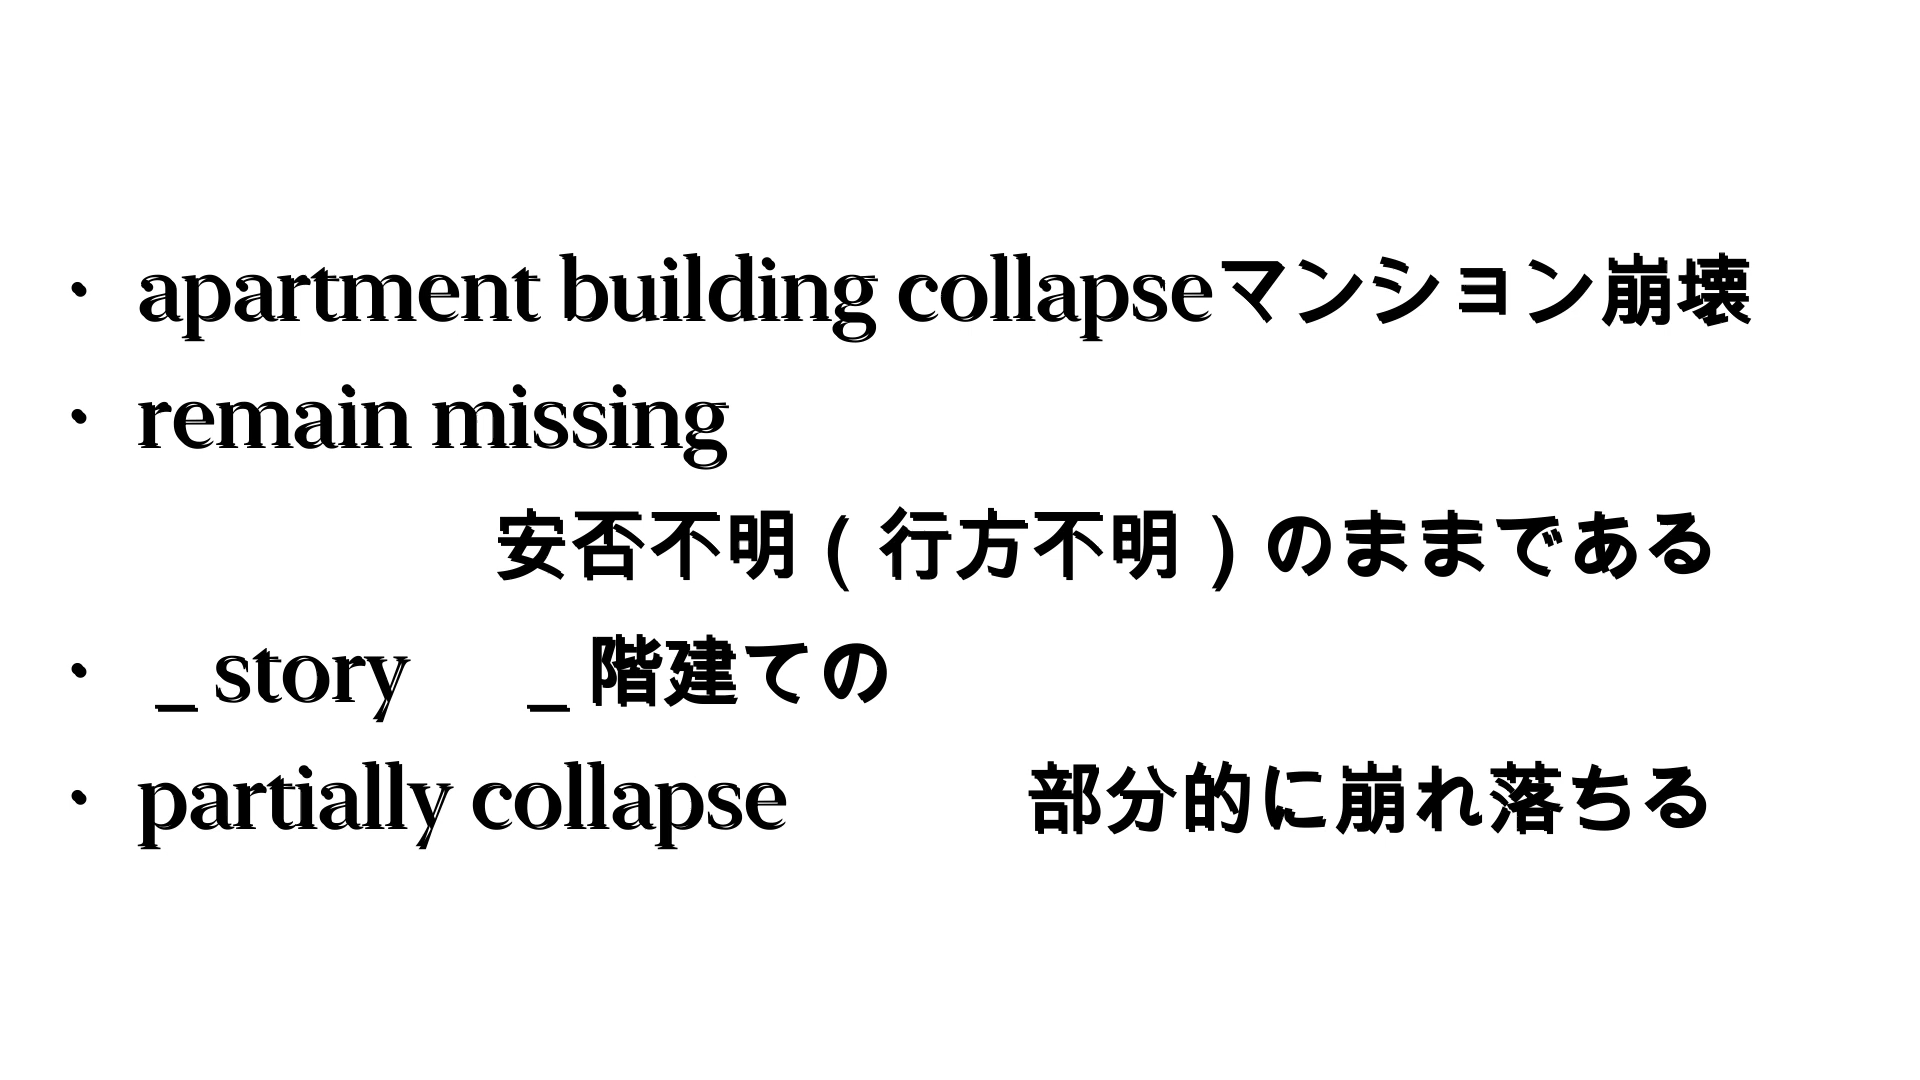 ・ apartment building collapseマンション崩壊
・ remain missing
安否不明(行方不明)のままである
・ _ story _ 階建ての
・ partially collapse 部分的に崩れ落ちる